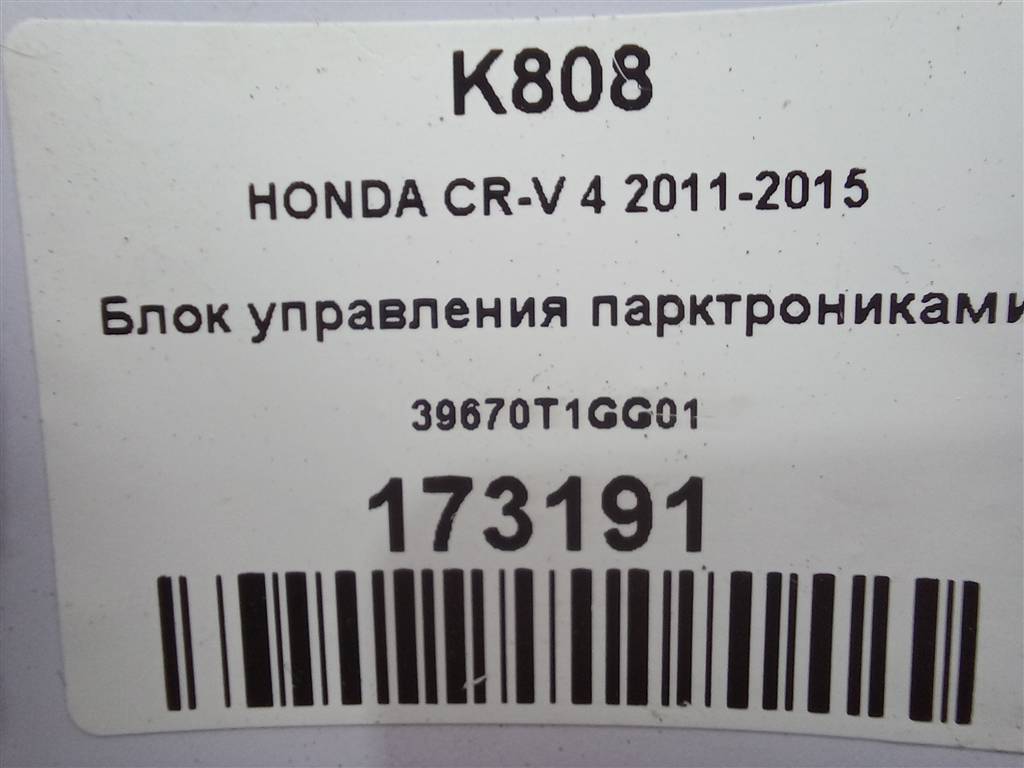 K808
HONDA CR-V 4 2011-2015
Блок управления парктрониками
39670T1GG01
173191